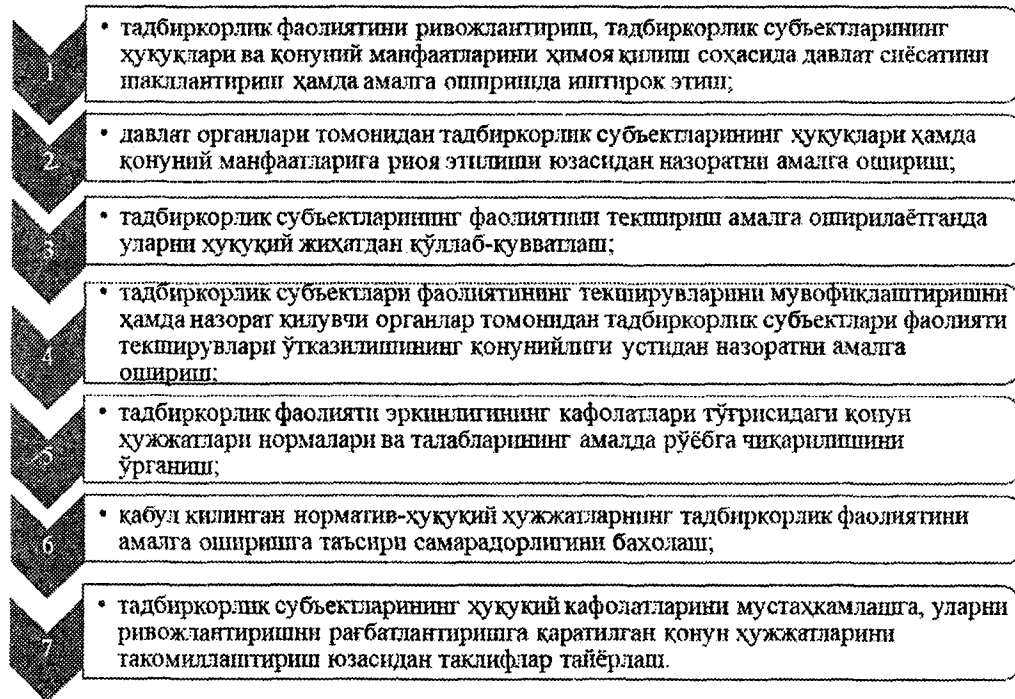 1
• тадбиркорлик фаолиятини ривожлантириш, тадбиркорлик субъектларининг
ҳуқуқлари ва қонуний манфаатларини ҳимоя қилиш соҳасида давлат сиёсатини
шакллантириш ҳамда амалга оширишда иштирок этиш;
2
• давлат органлари томонидан тадбиркорлик субъектларининг ҳуқуқлари ҳамда
қонуний манфаатларига риоя этилиши юзасидан назоратни амалга ошириш;
3
• тадбиркорлик субъектларининг фаолиятини текшириш амалга оширилаётганда
уларни ҳуқуқий жиҳатдан қўллаб-қувватлаш;
4
• тадбиркорлик субъектлари фаолиятининг текширувларини мувофиқлаштиришни
ҳамда назорат қилувчи органлар томонидан тадбиркорлик субъектлари фаолияти
текширувлари ўтказилишининг қонунийлиги устидан назоратни амалга
ошириш;
5
• тадбиркорлик фаолияти эркинлигининг кафолатлари тўғрисидаги қонун
ҳужжатлари нормалари ва талабларининг амалда рўёбга чиқарилишини
ўрганиш;
6
• қабул қилинган норматив-ҳуқуқий ҳужжатларнинг тадбиркорлик фаолиятини
амалга оширишга таъсири самарадорлигини баҳолаш;
7
• тадбиркорлик субъектларининг ҳуқуқий кафолатларини мустаҳкамлашга, уларни
ривожлантиришни рағбатлантиришга қаратилган қонун ҳужжатларини
такомиллаштириш юзасидан таклифлар тайёрлаш.